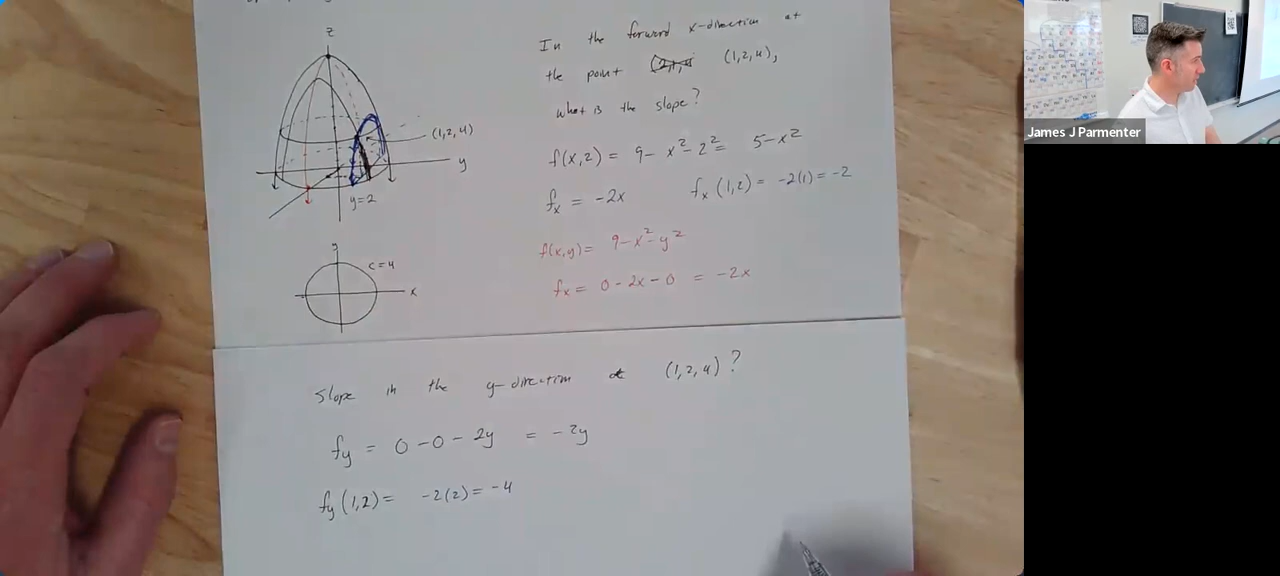 z
(1,2,4)
y
y=2
y
c=4
x
In the forward x-direction at
the point (1,2,4),
what is the slope?
f(x,2) = 9-x²-2² = 5-x²
fx = -2x fx(1,2) = -2(1) = -2
f(x,y) = 9-x²-y²
fx = 0-2x-0 = -2x
Slope in the y-direction at (1,2,4)?
fy = 0-0-2y = -2y
fy(1,2) = -2(2) = -4
James J Parmenter